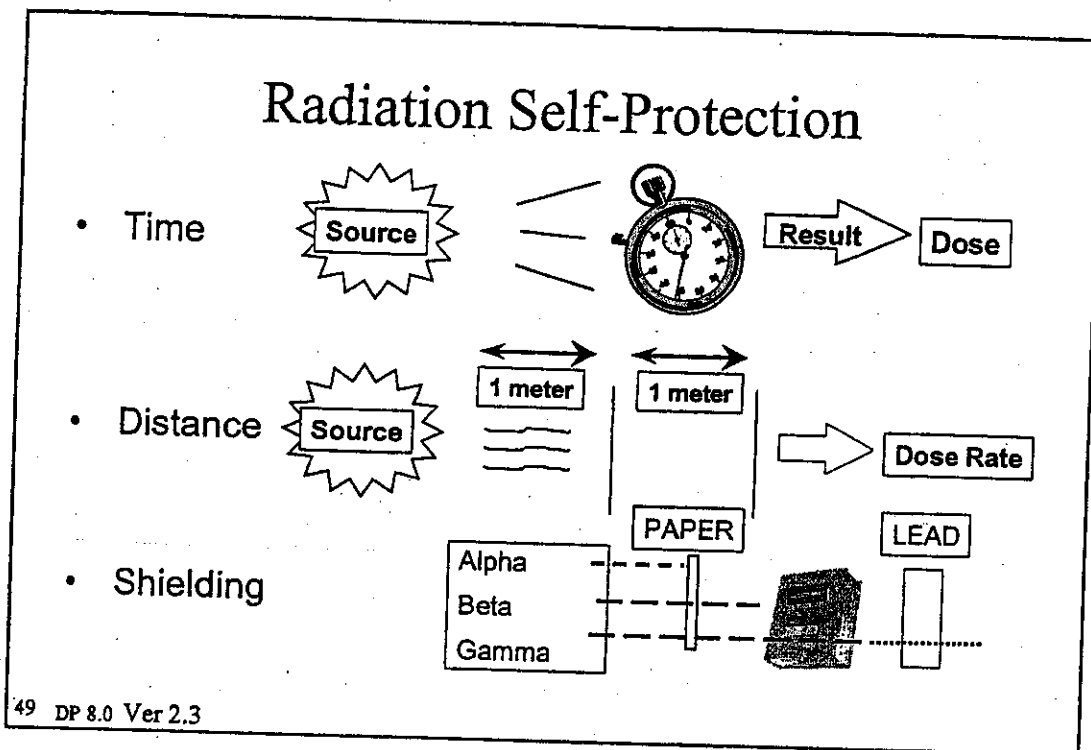 Radiation Self-Protection
• Time
Source
Result
Dose
1 meter
1 meter
• Distance
Source
Dose Rate
PAPER
LEAD
• Shielding
Alpha
Beta
Gamma
49 DP 8.0 Ver 2.3